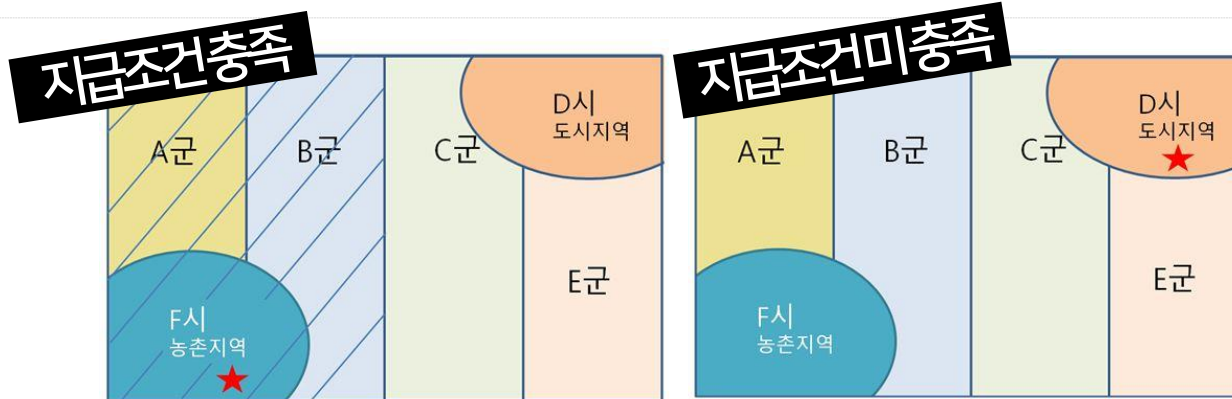 지급조건충족
A군
B군
C군
D시
도시지역
E군
F시
농촌지역
지급조건미충족
A군
B군
C군
D시
도시지역
E군
F시
농촌지역